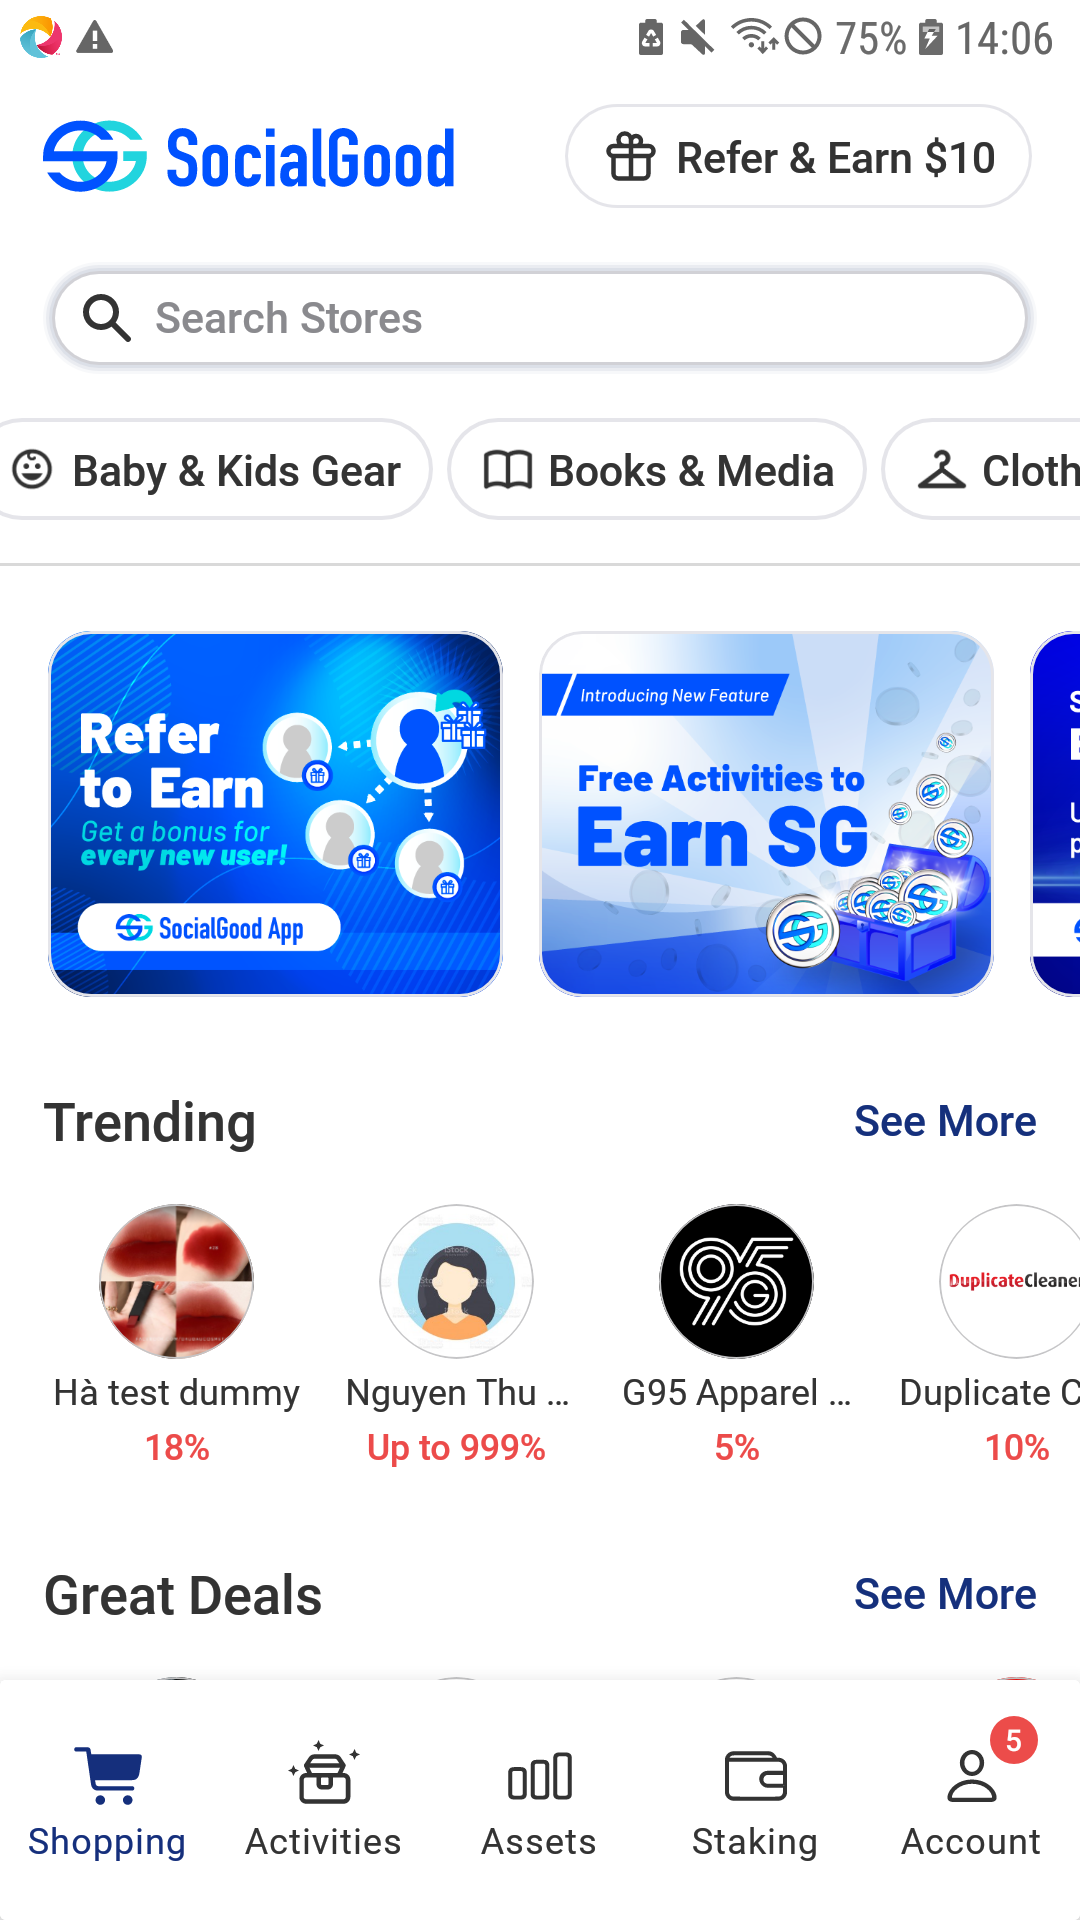 75% 14:06
SocialGood
Refer & Earn $10
Search Stores
Baby & Kids Gear
Books & Media
Cloth
Refer
to Earn
Get a bonus for
every new user!
SocialGood App
Introducing New Feature
Free Activities to
Earn SG
Trending
See More
95G
DuplicateCleaner
Hà test dummy
Nguyen Thu ...
G95 Apparel ...
Duplicate C
18%
Up to 999%
5%
10%
Great Deals
See More
5
Shopping
Activities
Assets
Staking
Account